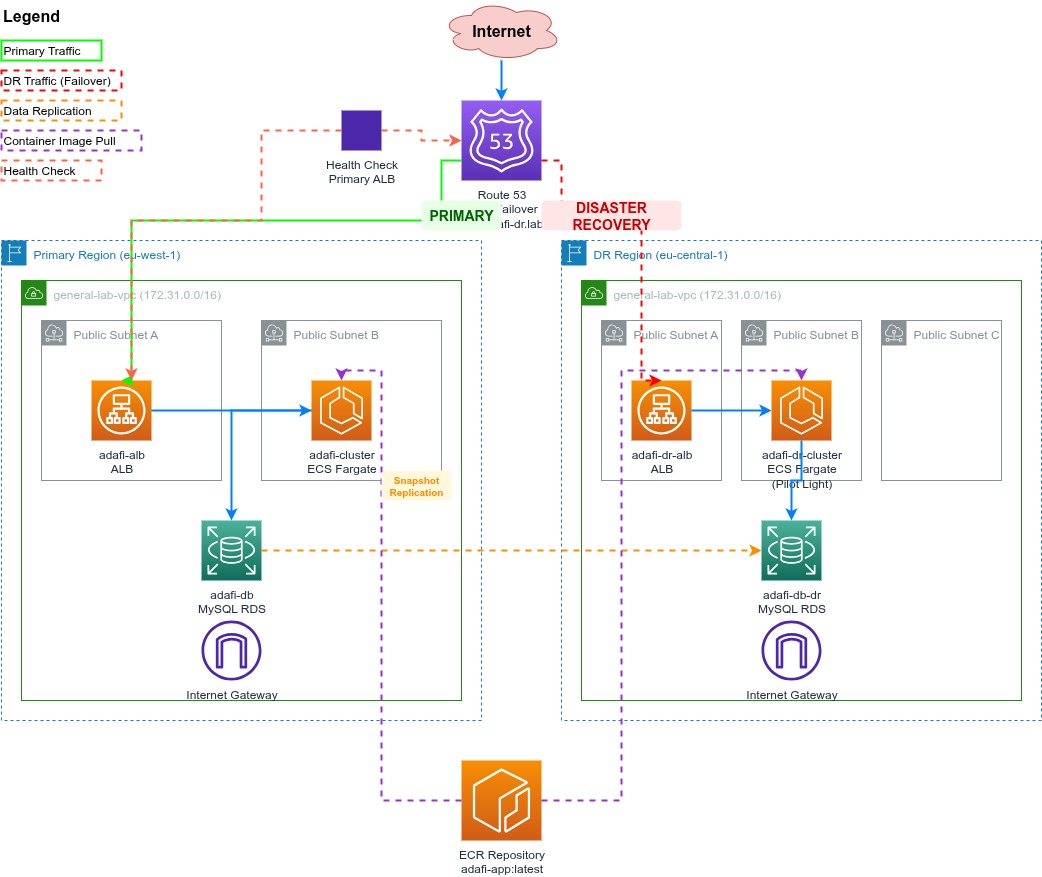 Legend
Primary Traffic
DR Traffic (Failover)
Data Replication
Container Image Pull
Health Check
Internet
53
Health Check
Primary ALB
Route 53
ailover
afi-dr.lab
PRIMARY
DISASTER
RECOVERY
Primary Region (eu-west-1)
general-lab-vpc (172.31.0.0/16)
Public Subnet A
Public Subnet B
adafi-alb
ALB
adafi-cluster
ECS Fargate
Snapshot
Replication
adafi-db
MySQL RDS
Internet Gateway
DR Region (eu-central-1)
general-lab-vpc (172.31.0.0/16)
Public Subnet A
Public Subnet B
Public Subnet C
adafi-dr-alb
ALB
adafi-dr-cluster
ECS Fargate
(Pilot Light)
adafi-db-dr
MySQL RDS
Internet Gateway
ECR Repository
adafi-app:latest